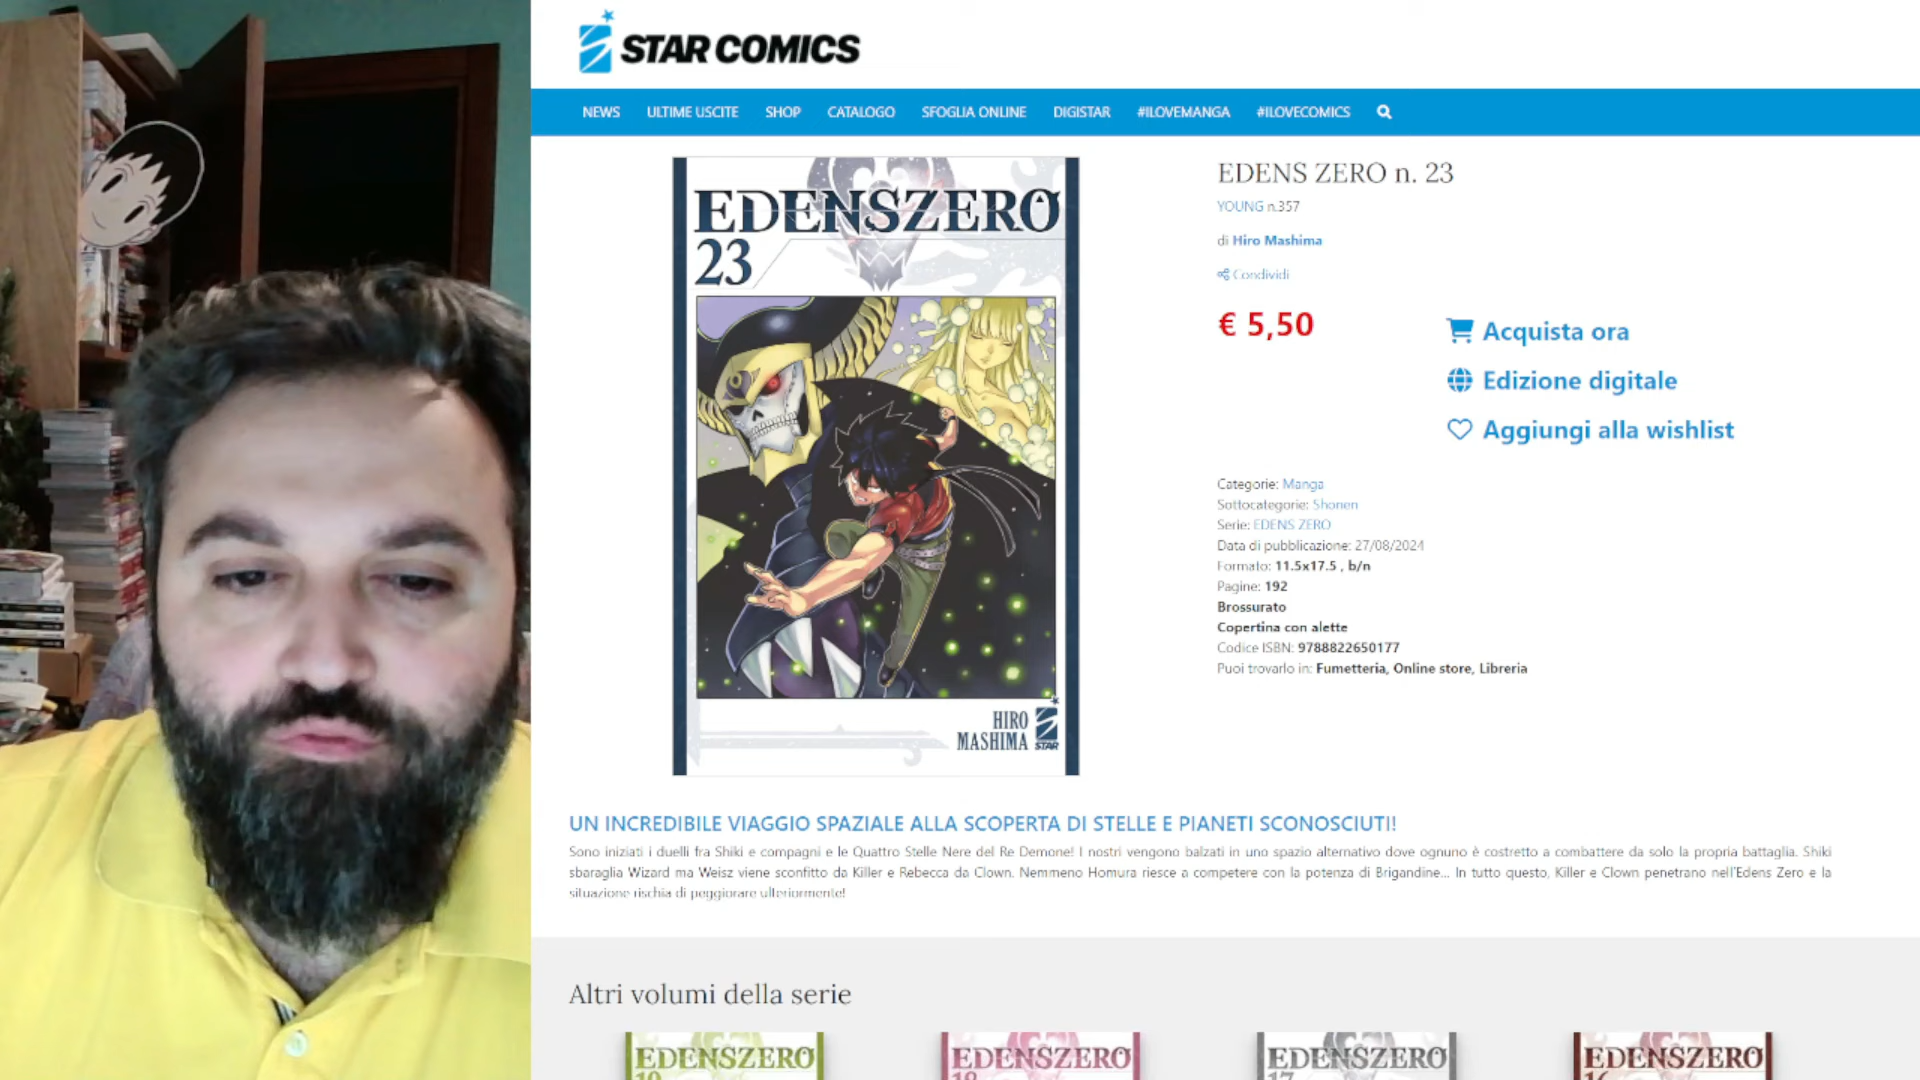 STAR COMICS
NEWS ULTIME USCITE SHOP CATALOGO SFOGLIA ONLINE DIGISTAR #ILOVEMANGA #ILOVECOMICS
EDENSZERO
23
HIRO
MASHIMA
STAR
EDENS ZERO n. 23
YOUNG n.357
di Hiro Mashima
Condividi
€ 5,50
Acquista ora
Edizione digitale
Aggiungi alla wishlist
Categorie: Manga
Sottocategorie: Shonen
Serie: EDENS ZERO
Data di pubblicazione: 27/08/2024
Formato: 11.5x17.5 , b/n
Pagine: 192
Brossurato
Copertina con alette
Codice ISBN: 9788822650177
Puoi trovarlo in: Fumetteria, Online store, Libreria
UN INCREDIBILE VIAGGIO SPAZIALE ALLA SCOPERTA DI STELLE E PIANETI SCONOSCIUTI!
Sono iniziati i duelli fra Shiki e compagni e le Quattro Stelle Nere del Re Demone! I nostri vengono balzati in uno spazio alternativo dove ognuno è costretto a combattere da solo la propria battaglia. Shiki
sbaraglia Wizard ma Weisz viene sconfitto da Killer e Rebecca da Clown. Nemmeno Homura riesce a competere con la potenza di Brigandine... In tutto questo, Killer e Clown penetrano nell'Edens Zero e la
situazione rischia di peggiorare ulteriormente!
Altri volumi della serie
EDENSZERO EDENSZERO EDENSZERO EDENSZERO
19 18 17 16